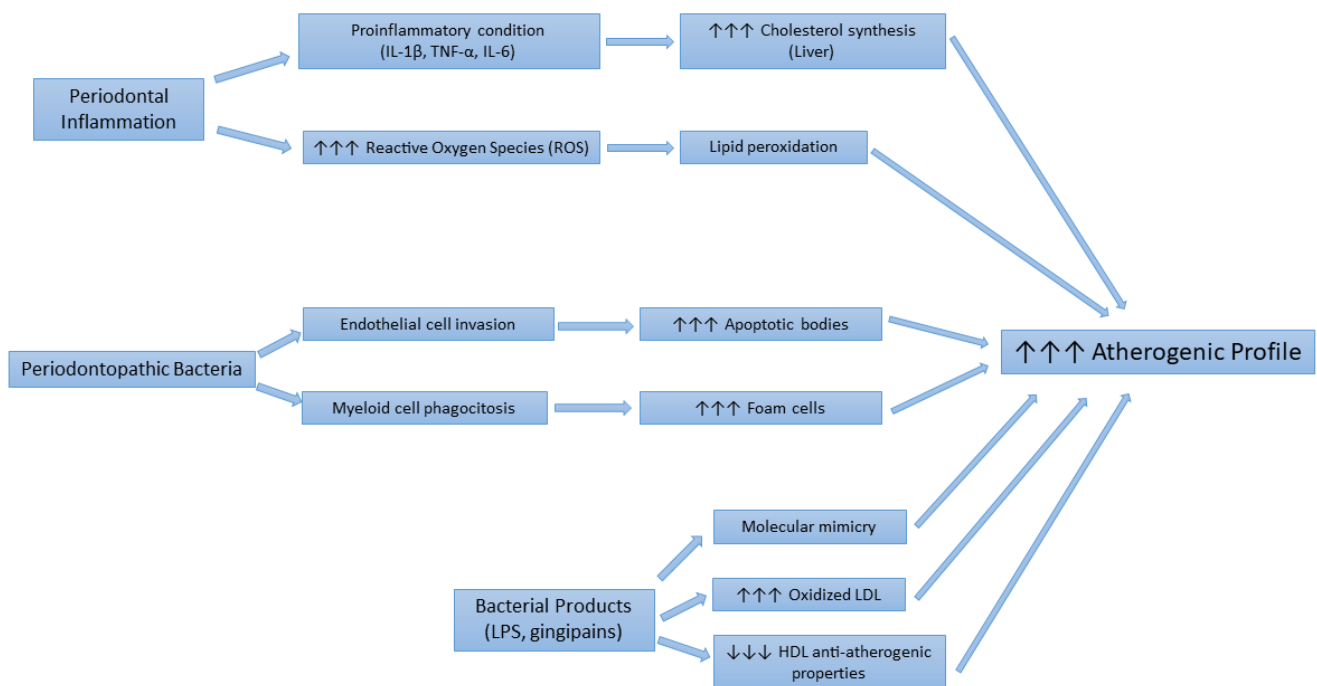 Proinflammatory condition
(IL-1β, TNF-α, IL-6)
↑↑↑ Cholesterol synthesis
(Liver)
Periodontal
Inflammation
↑↑↑ Reactive Oxygen Species (ROS)
Lipid peroxidation
Endothelial cell invasion
↑↑↑ Apoptotic bodies
↑↑↑ Atherogenic Profile
Periodontopathic Bacteria
Myeloid cell phagocitosis
↑↑↑ Foam cells
Molecular mimicry
Bacterial Products
(LPS, gingipains)
↑↑↑ Oxidized LDL
↓↓↓ HDL anti-atherogenic
properties